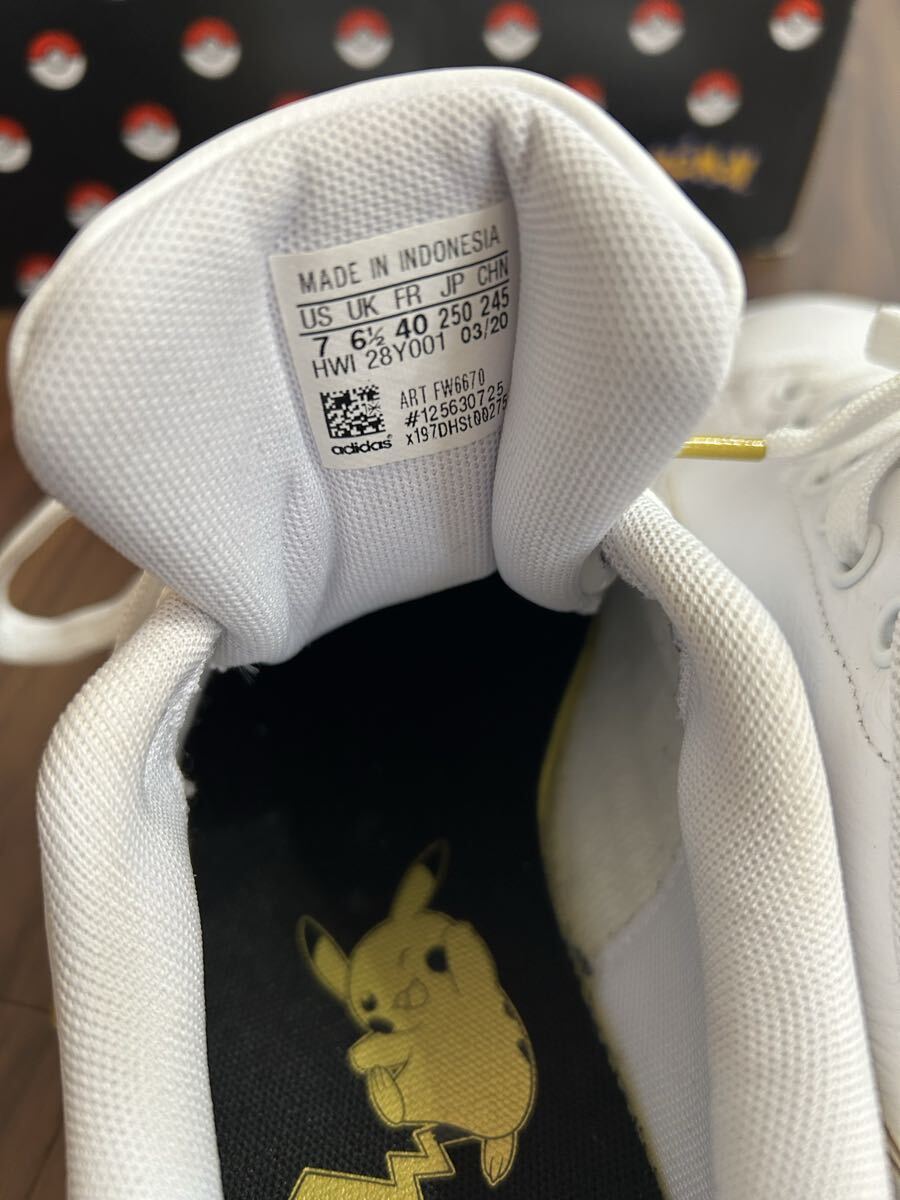 MADE IN INDONESIA
US UK FR JP CHN
7 6½ 40 250 245
HWI 28Y001 03/20
ART FW6670
#125630725
x197DHSt00275
adidas